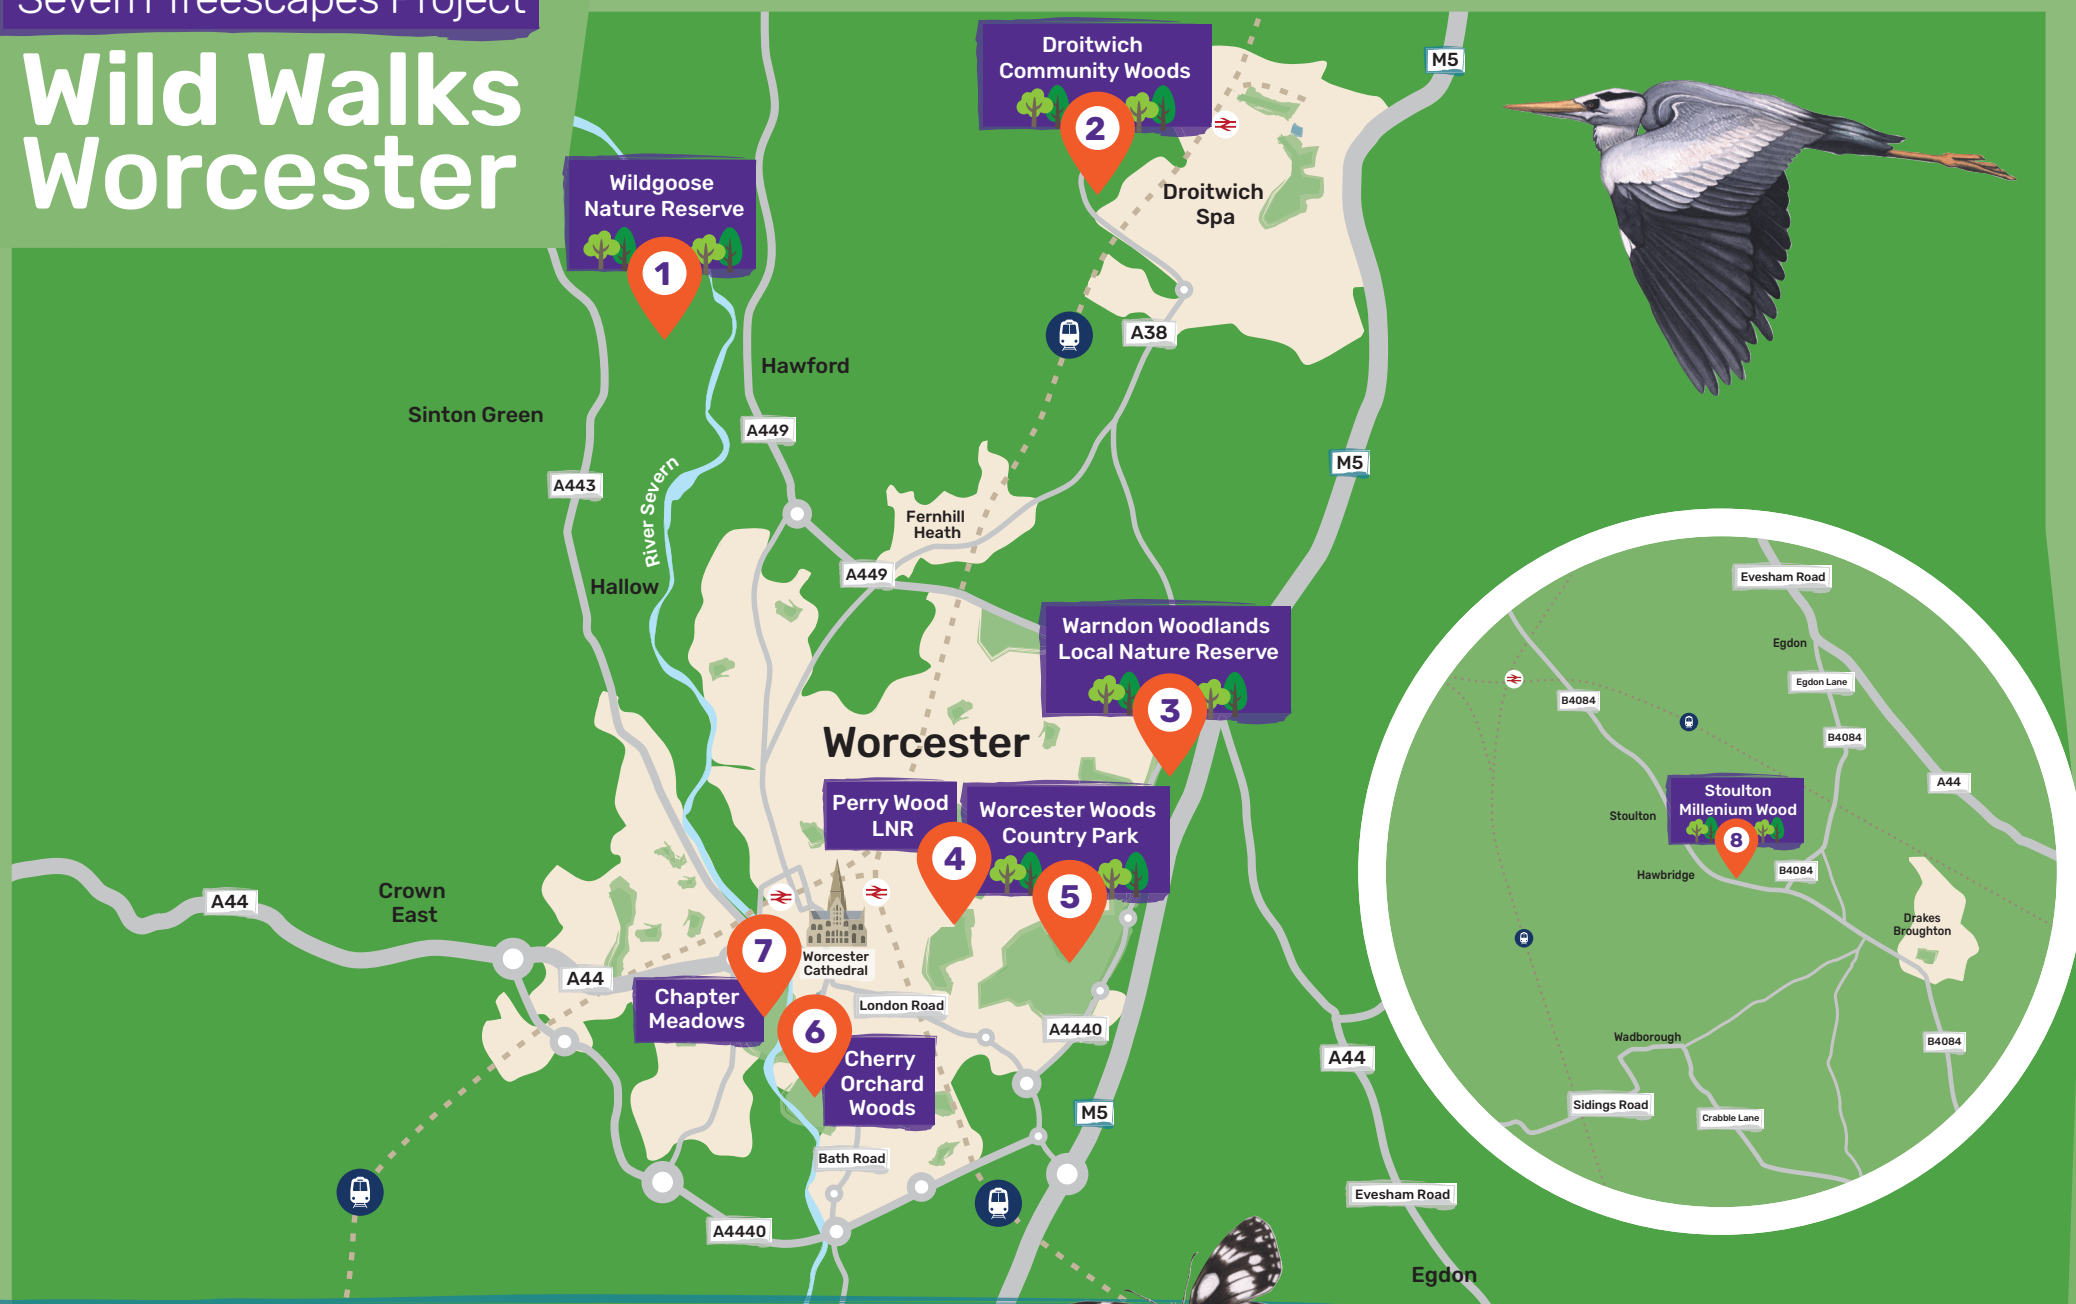 Severn Treescapes Project
Wild Walks
Worcester
Droitwich
Community Woods
2
M5
Wildgoose
Nature Reserve
1
Droitwich
Spa
A38
Hawford
Sinton Green
A449
M5
A443
River Severn
Fernhill
Heath
A449
Hallow
Warndon Woodlands
Local Nature Reserve
3
Worcester
Perry Wood
LNR
4
Worcester Woods
Country Park
5
Crown
East
A44
A44
7
Chapter
Meadows
Worcester
Cathedral
London Road
6
Cherry
Orchard
Woods
A4440
A44
M5
Bath Road
Evesham Road
A4440
Egdon
Evesham Road
Egdon
Egdon Lane
B4084
B4084
A44
Stoulton
Millenium Wood
8
Stoulton
Hawbridge
B4084
Drakes
Broughton
Wadborough
B4084
Sidings Road
Crabble Lane